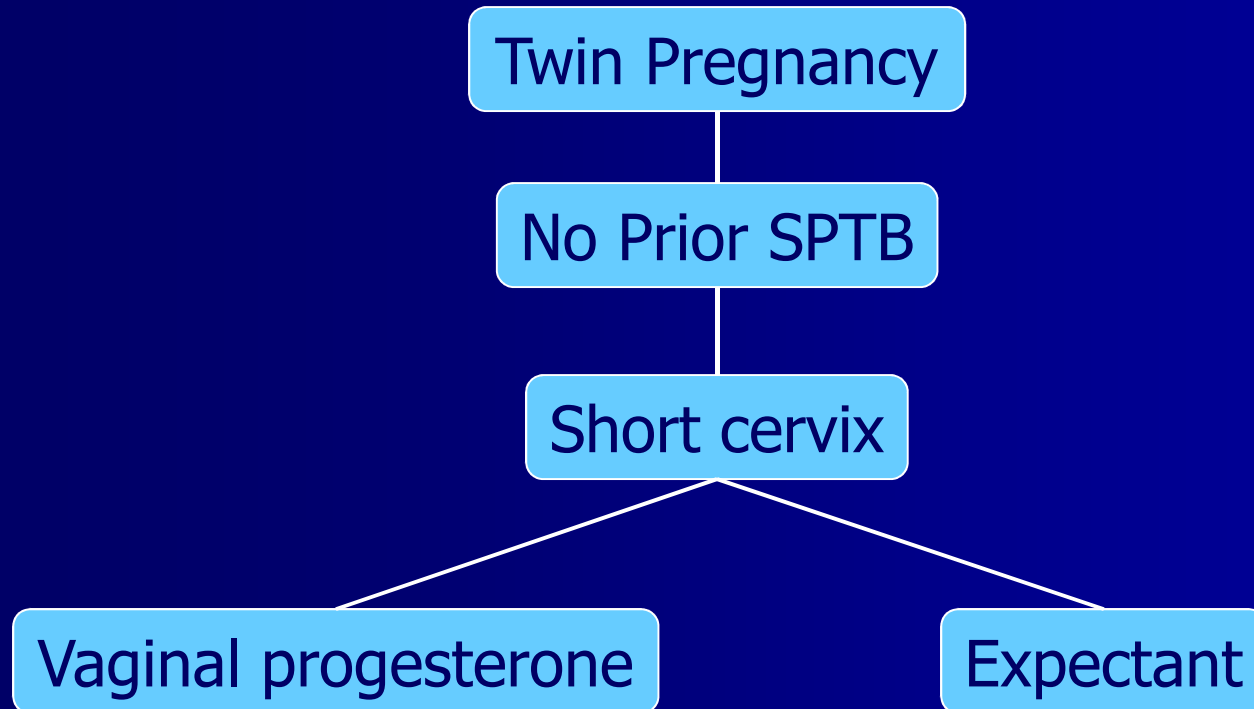 Twin Pregnancy
No Prior SPTB
Short cervix
Vaginal progesterone
Expectant